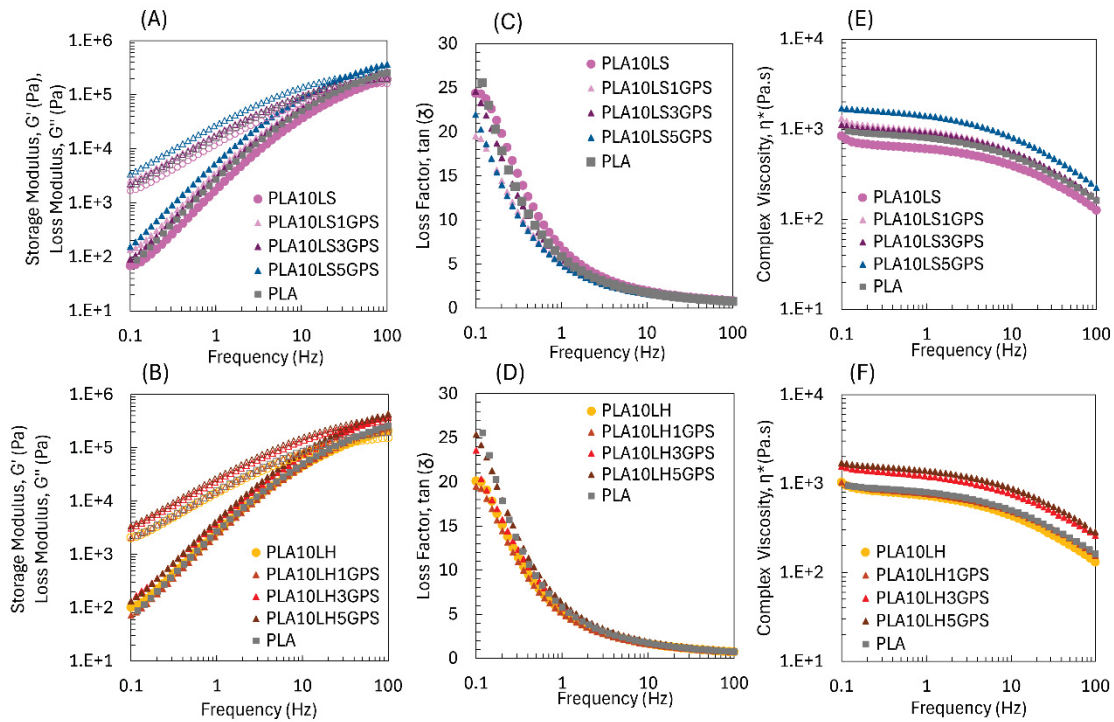 (A)
Storage Modulus, G' (Pa),
Loss Modulus, G" (Pa)
1.E+6
1.E+5
1.E+4
1.E+3
1.E+2
1.E+1
PLA10LS
PLA10LS1GPS
PLA10LS3GPS
PLA10LS5GPS
PLA
0.1 1 10 100
Frequency (Hz)
(C)
Loss Factor, tan (ẟ)
30
25
20
15
10
5
0
PLA10LS
PLA10LS1GPS
PLA10LS3GPS
PLA10LS5GPS
PLA
0.1 1 10 100
Frequency (Hz)
(E)
Complex Viscosity, η* (Pa.s)
1.E+4
1.E+3
1.E+2
1.E+1
PLA10LS
PLA10LS1GPS
PLA10LS3GPS
PLA10LS5GPS
PLA
0.1 1 10 100
Frequency (Hz)
(B)
Storage Modulus, G' (Pa)
Loss Modulus, G" (Pa)
1.E+6
1.E+5
1.E+4
1.E+3
1.E+2
1.E+1
PLA10LH
PLA10LH1GPS
PLA10LH3GPS
PLA10LH5GPS
PLA
0.1 1 10 100
Frequency (Hz)
(D)
Loss Factor, tan (ẟ)
30
25
20
15
10
5
0
PLA10LH
PLA10LH1GPS
PLA10LH3GPS
PLA10LH5GPS
PLA
0.1 1 10 100
Frequency (Hz)
(F)
Complex Viscosity, η* (Pa.s)
1.E+4
1.E+3
1.E+2
1.E+1
PLA10LH
PLA10LH1GPS
PLA10LH3GPS
PLA10LH5GPS
PLA
0.1 1 10 100
Frequency (Hz)